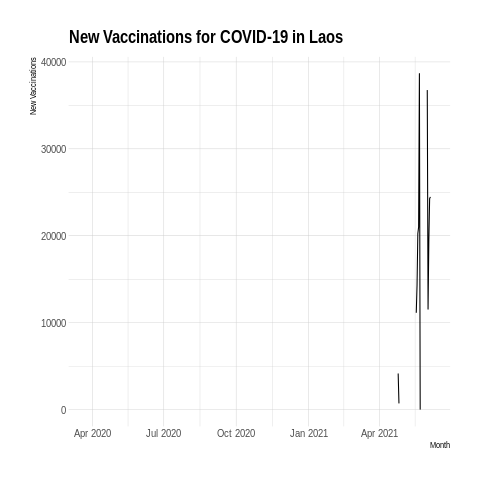 New Vaccinations for COVID-19 in Laos
New Vaccinations
40000
30000
20000
10000
0
Apr 2020 Jul 2020 Oct 2020 Jan 2021 Apr 2021
Month